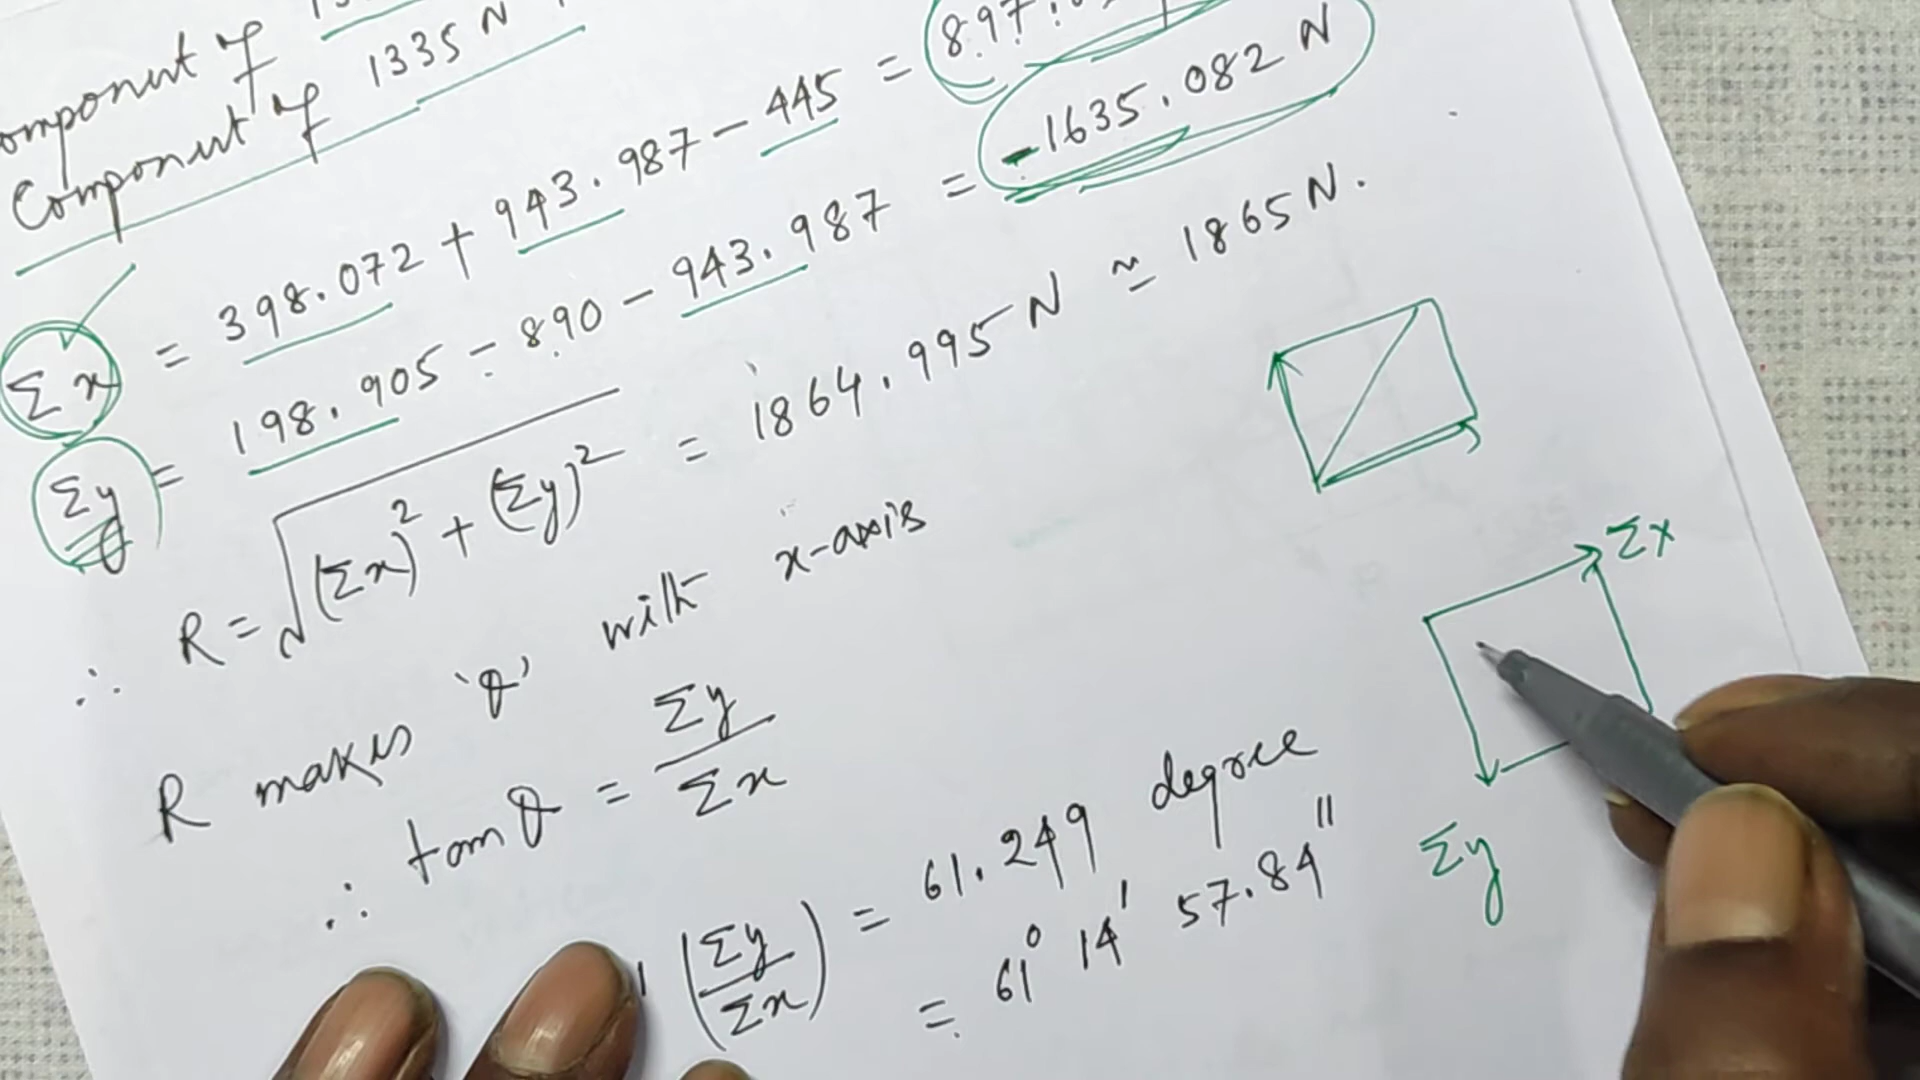 Component of
Component of 1335 N
Σx = 398.072 + 943.987 - 445 = 897.0
Σy = 198.905 - 890 - 943.987 = -1635.082 N
∴ R = √(Σx)² + (Σy)² = 1864.995 N ≃ 1865 N.
R makes 'θ' with x-axis
∴ tan θ = Σy/Σx
(Σy/Σx) = 61.249 degree
= 61° 14' 57.84"
Σx
Σy